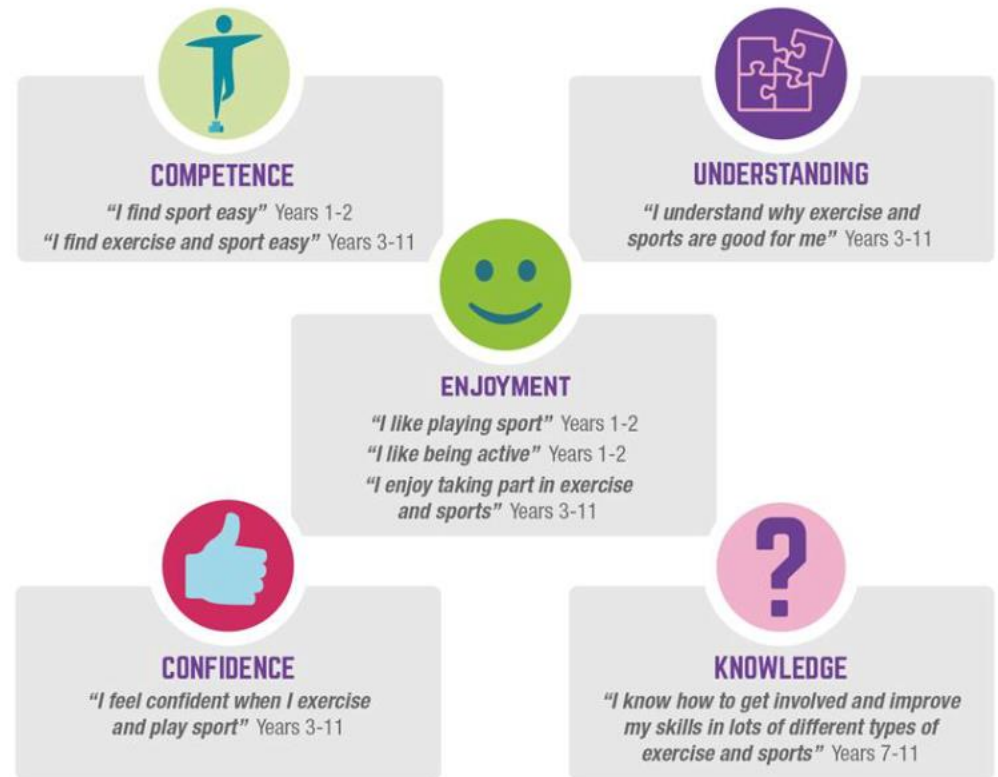 COMPETENCE
“I find sport easy” Years 1-2
“I find exercise and sport easy” Years 3-11
UNDERSTANDING
“I understand why exercise and
sports are good for me” Years 3-11
ENJOYMENT
“I like playing sport” Years 1-2
“I like being active” Years 1-2
“I enjoy taking part in exercise
and sports” Years 3-11
CONFIDENCE
“I feel confident when I exercise
and play sport” Years 3-11
?
KNOWLEDGE
“I know how to get involved and improve
my skills in lots of different types of
exercise and sports” Years 7-11